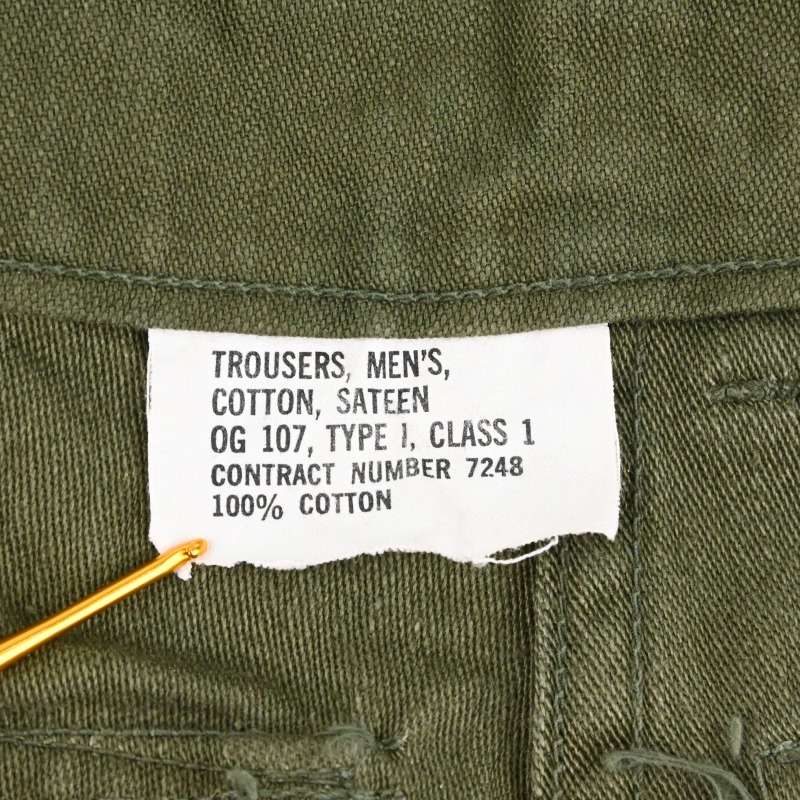 TROUSERS, MEN'S,
COTTON, SATEEN
OG 107, TYPE I, CLASS 1
CONTRACT NUMBER 7248
100% COTTON